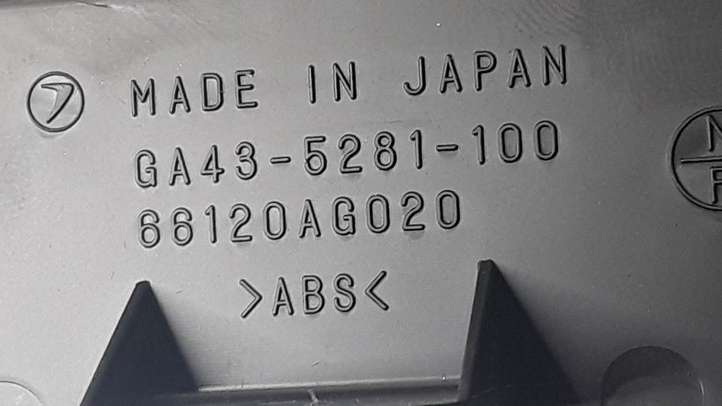 MADE IN JAPAN
GA43-5281-100
66120AG020
>ABS<
N